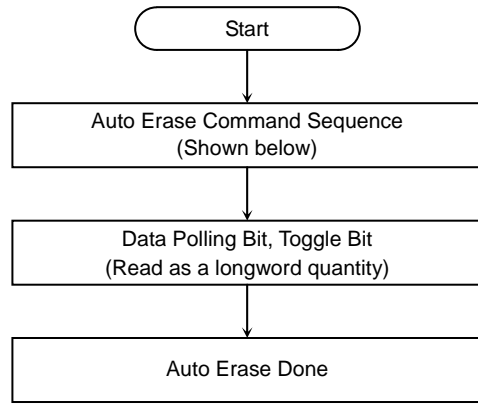 Start
Auto Erase Command Sequence
(Shown below)
Data Polling Bit, Toggle Bit
(Read as a longword quantity)
Auto Erase Done